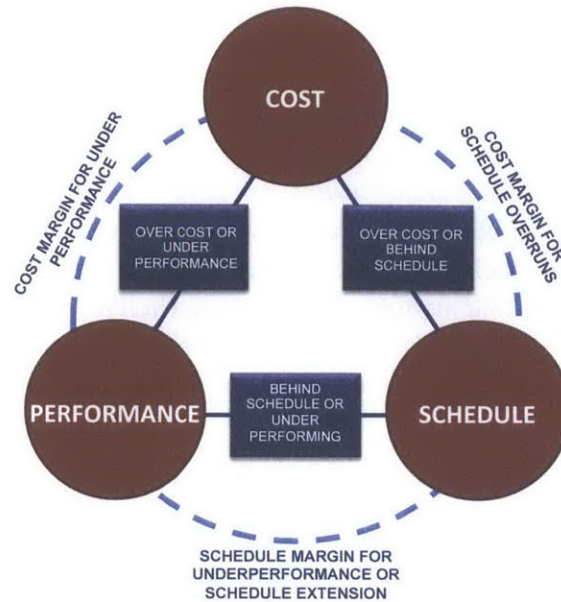 COST
COST MARGIN FOR UNDER
PERFORMANCE
COST MARGIN FOR
SCHEDULE OVERRUNS
OVER COST OR
UNDER
PERFORMANCE
OVER COST OR
BEHIND
SCHEDULE
PERFORMANCE
BEHIND
SCHEDULE OR
UNDER
PERFORMING
SCHEDULE
SCHEDULE MARGIN FOR
UNDERPERFORMANCE OR
SCHEDULE EXTENSION